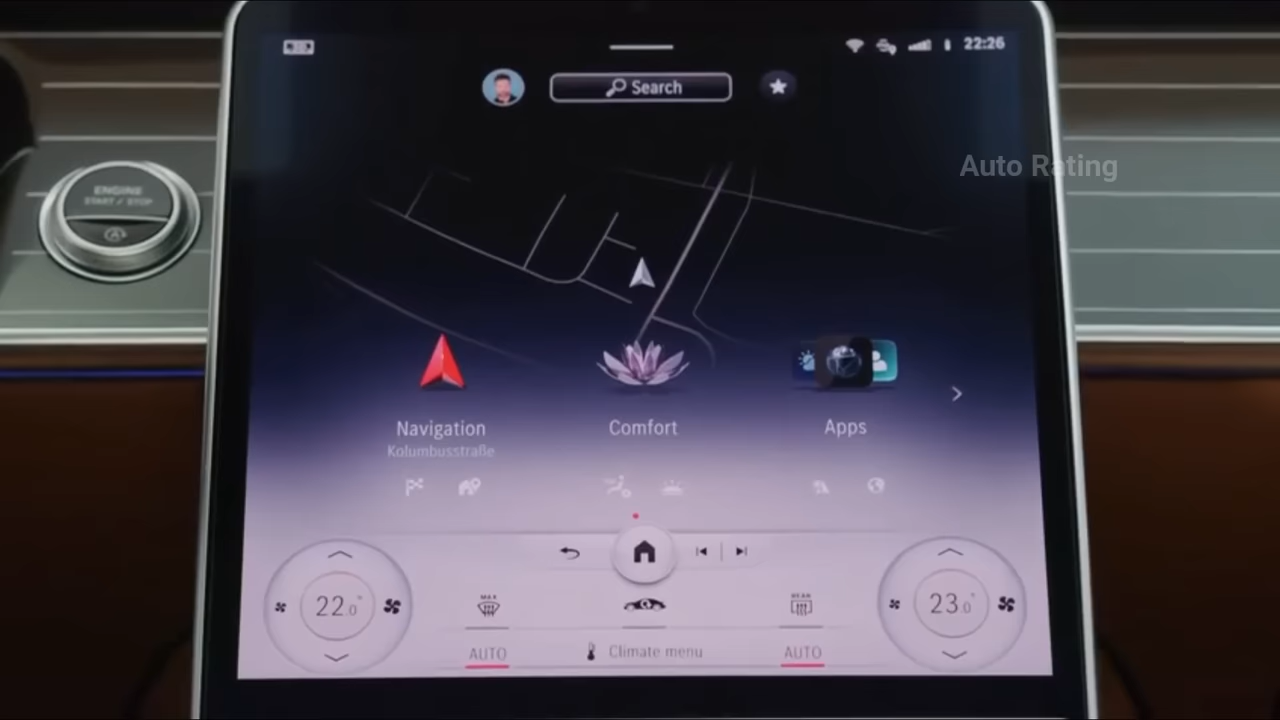 22:26
Search
Auto Rating
ENGINE
START / STOP
Navigation
Comfort
Apps
Kolumbusstraße
MAX
REAR
22.0°
23.0°
AUTO
Climate menu
AUTO